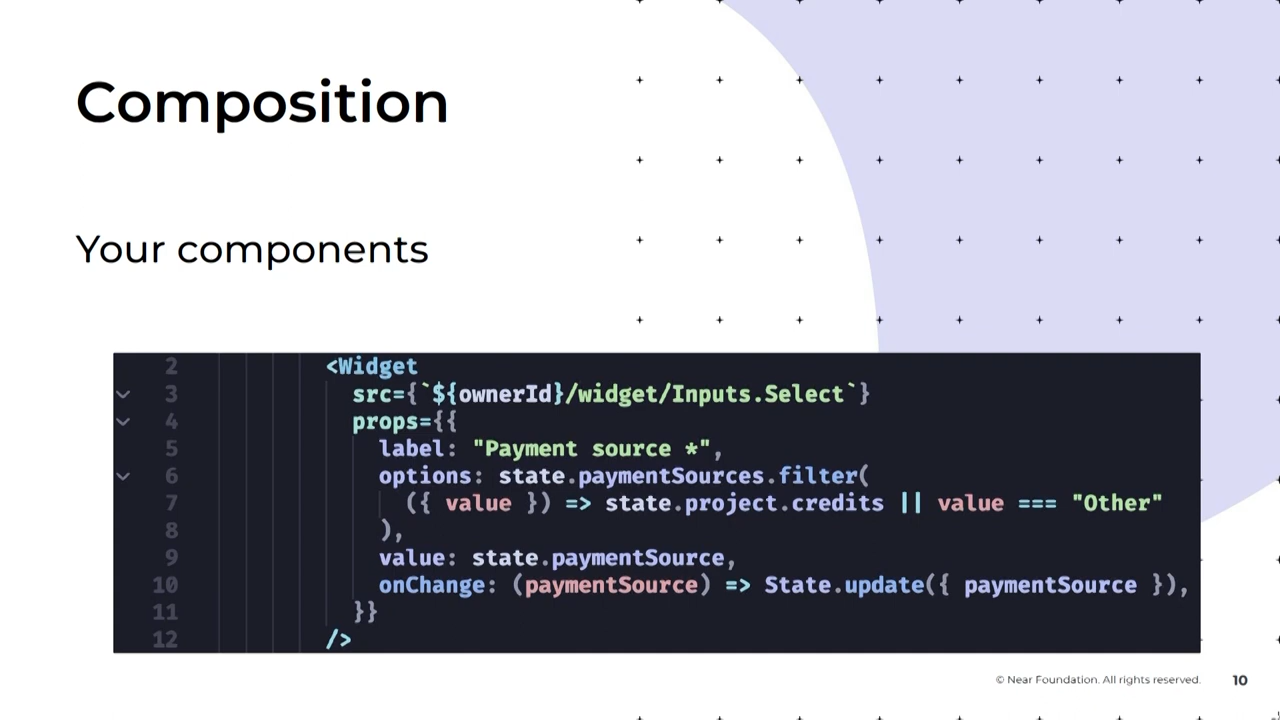 Composition
Your components
2 <Widget
3 src={`${ownerId}/widget/Inputs.Select`}
4 props={{
5 label: "Payment source *",
6 options: state.paymentSources.filter(
7 ({ value }) => state.project.credits || value === "Other"
8 ),
9 value: state.paymentSource,
10 onChange: (paymentSource) => State.update({ paymentSource }),
11 }}
12 />
© Near Foundation. All rights reserved. 10